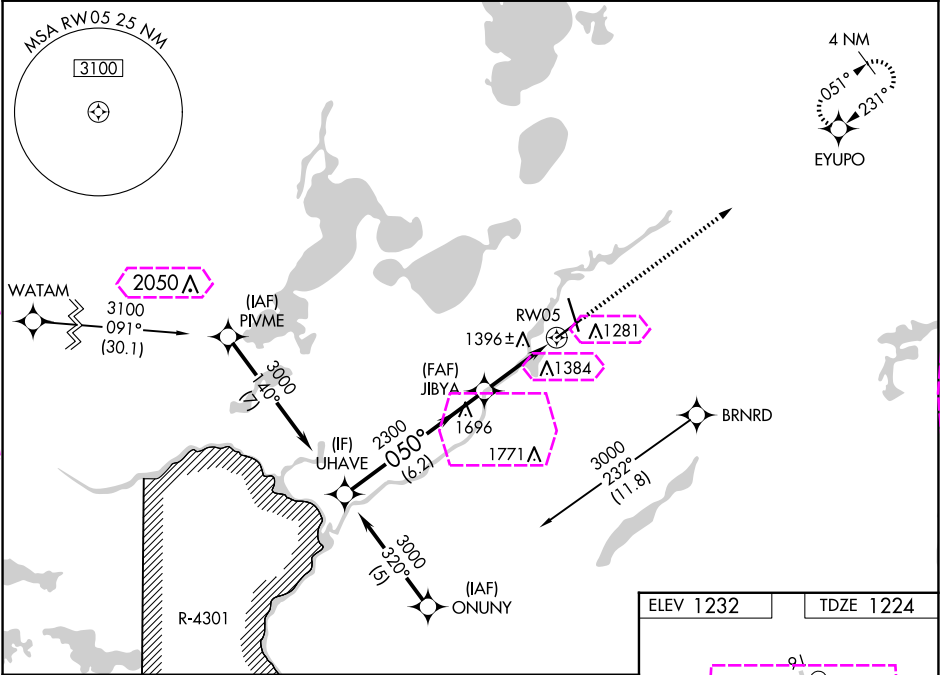 MSA RW05 25 NM
3100
4 NM
051°
231°
EYUPO
WATAM
3100
091°
(30.1)
2050
(IAF)
PIVME
3000
140°
(7)
RW05
1396±
1281
1384
(FAF)
JIBYA
1696
1771
2300
050°
(6.2)
(IF)
UHAVE
BRNRD
3000
232°
(11.8)
3000
320°
(5)
(IAF)
ONUNY
R-4301
ELEV 1232
TDZE 1224